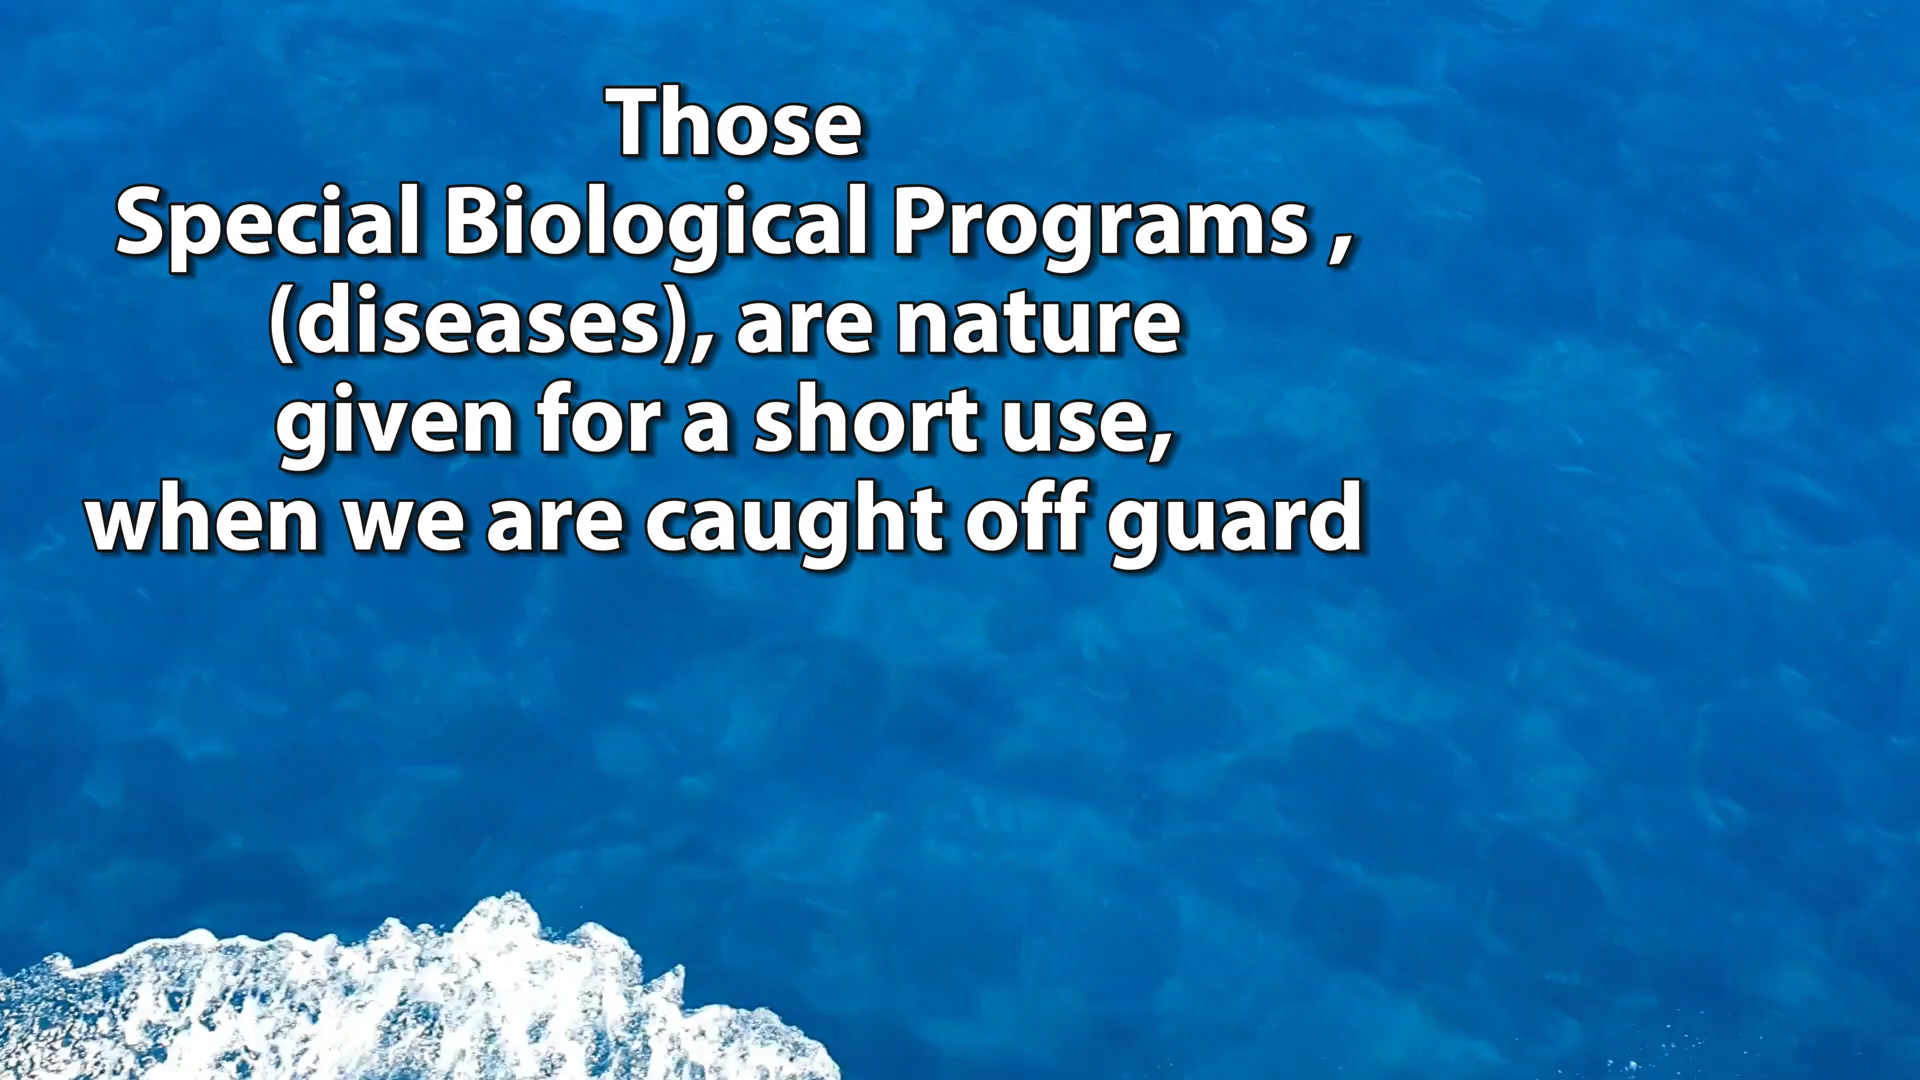 Those
Special Biological Programs ,
(diseases), are nature
given for a short use,
when we are caught off guard